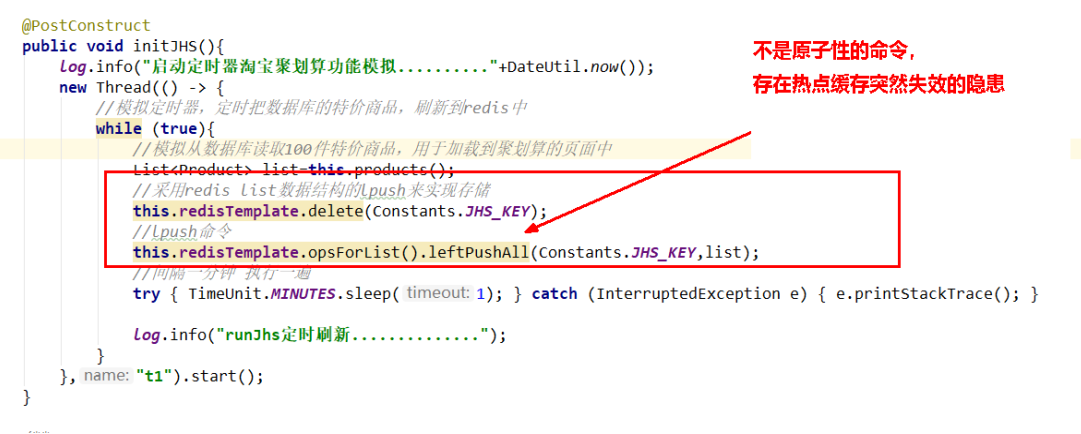 @PostConstruct
public void initJHS(){
不是原子性的命令，
log.info("启动定时器淘宝聚划算功能模拟.........."+DateUtil.now());
存在热点缓存突然失效的隐患
new Thread(() -> {
//模拟定时器，定时把数据库的特价商品，刷新到redis中
while (true){
//模拟从数据库读取100件特价商品，用于加载到聚划算的页面中
List<Product> list=this.products();
//采用redis list数据结构的lpush来实现存储
this.redisTemplate.delete(Constants.JHS_KEY);
//lpush命令
this.redisTemplate.opsForList().leftPushAll(Constants.JHS_KEY,list);
//间隔一分钟 执行一遍
try { TimeUnit.MINUTES.sleep( timeout: 1); } catch (InterruptedException e) { e.printStackTrace(); }
log.info("runJhs定时刷新..............");
}
}, name: "t1").start();
}